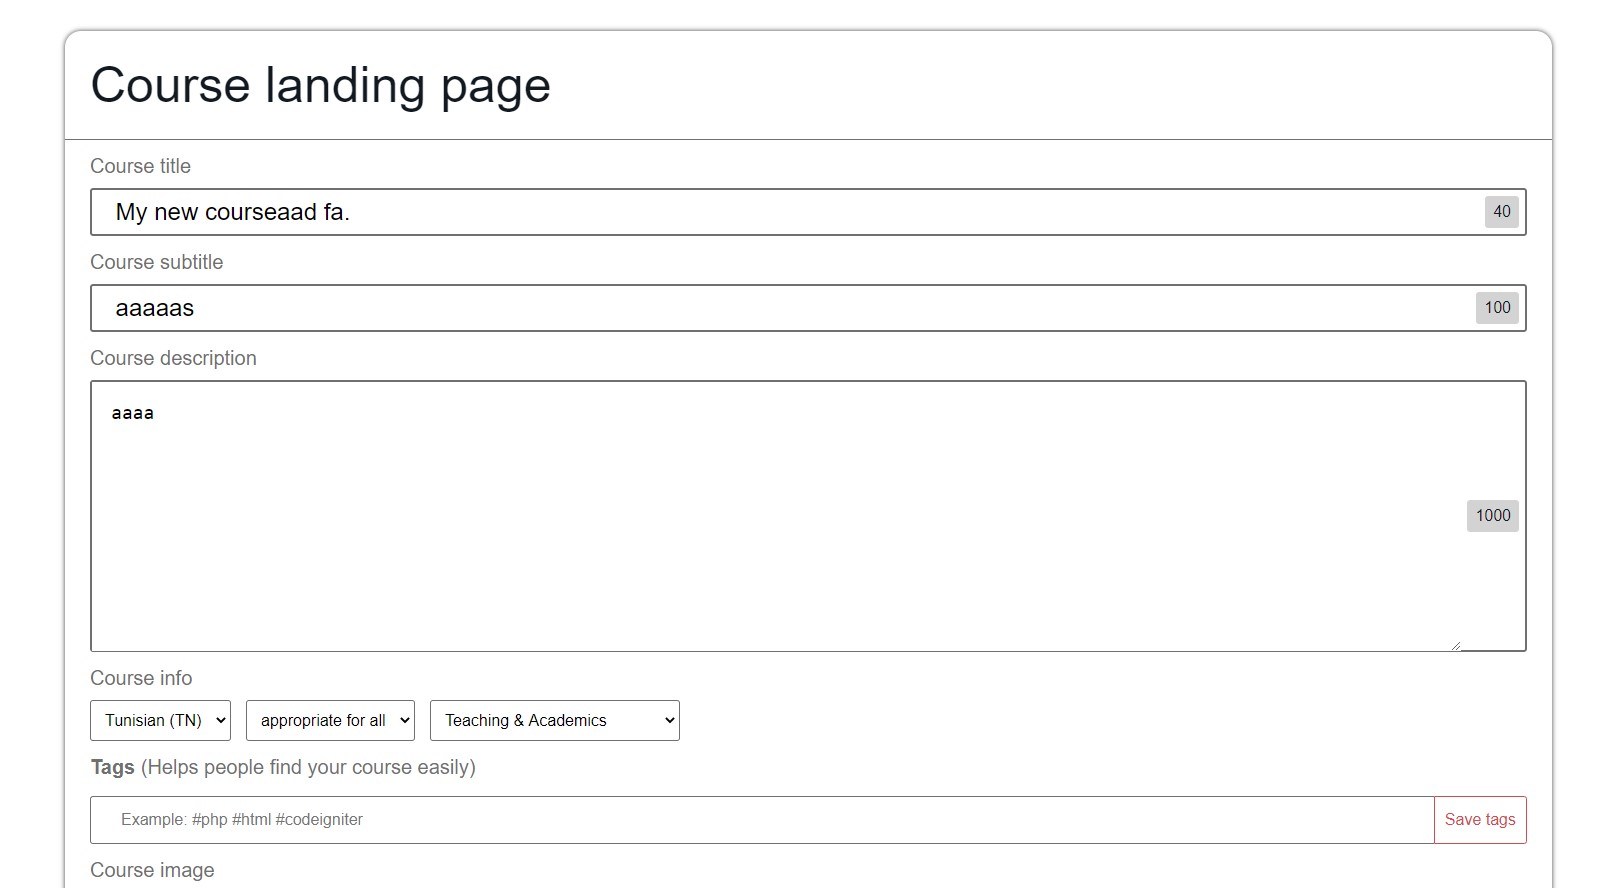 Course landing page
Course title
My new courseaad fa.
40
Course subtitle
aaaaas
100
Course description
aaaa
1000
Course info
Tunisian (TN) appropriate for all Teaching & Academics
Tags (Helps people find your course easily)
Example: #php #html #codeigniter Save tags
Course image